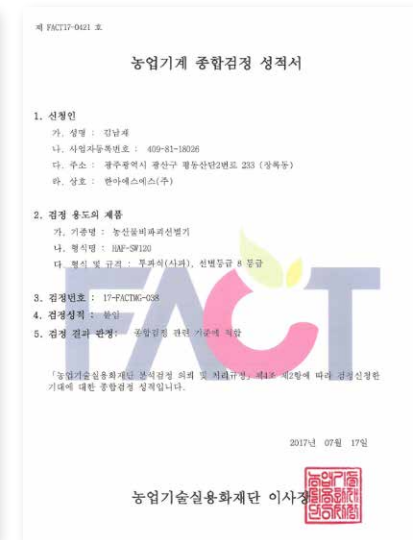 제 FACT17-0421 호
농업기계 종합검정 성적서
1. 신청인
가. 성명 : 김남재
나. 사업자등록번호 : 409-81-18026
다. 주소 : 광주광역시 광산구 평동산단2번로 233 (장록동)
라. 상호 : 한아에스에스(주)
2. 검정 용도의 제품
가. 기종명 : 농산물비파괴선별기
나. 형식명 : HAF-SW120
다. 형식 및 규격 : 투과식(사과), 선별등급 8 등급
3. 검정번호 : 17-FACTMG-038
4. 검정성적 : 붙임
5. 검정 결과 판정: 종합검정 관련 기준에 적합
FACT
「농업기술실용화재단 분석검정 의뢰 및 처리규정」 제4조 제2항에 따라 검정신청한
기대에 대한 종합검정 성적입니다.
2017년 07월 17일
농업기술실용화재단 이사장